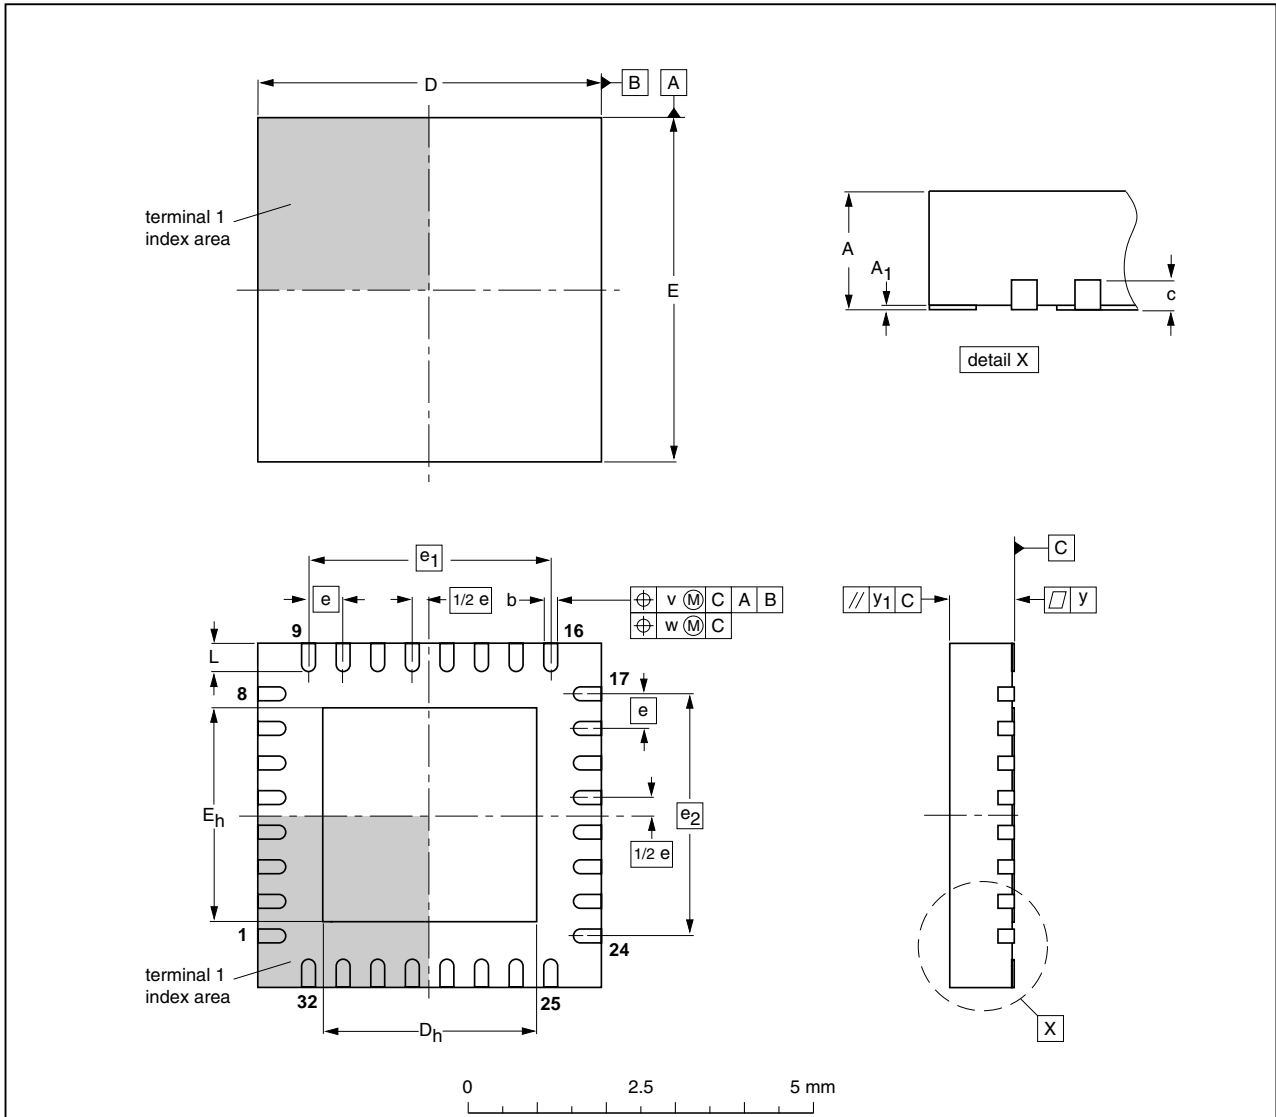 D
B
A
terminal 1
index area
E
A
A1
c
detail X
e1
e
1/2 e
b
⌖ v Ⓜ C A B
⌖ w Ⓜ C
9
16
L
8
17
e
Eh
e2
1/2 e
1
24
terminal 1
index area
32
25
Dh
C
// y1 C
⏥ y
X
0 2.5 5 mm